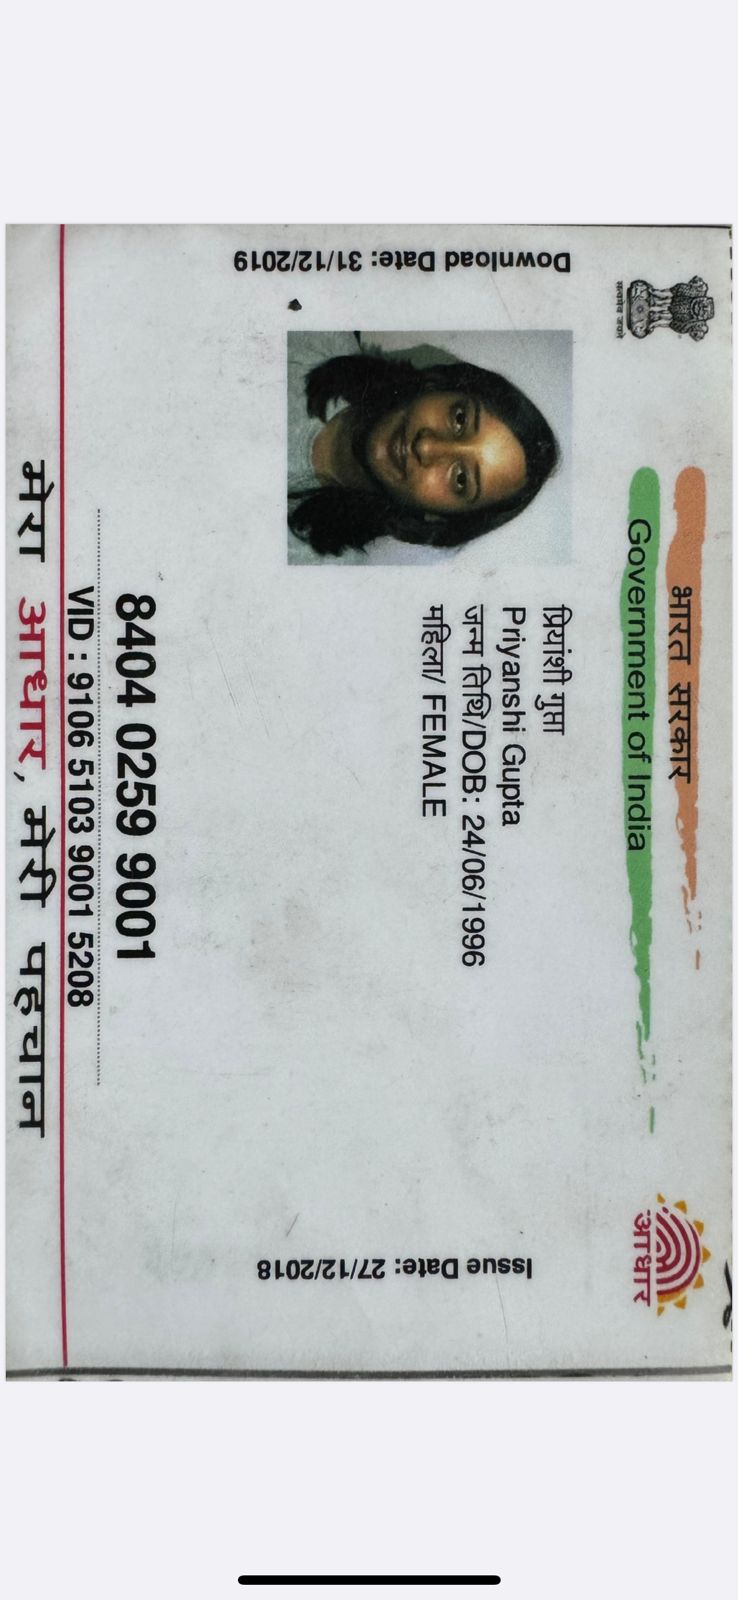 भारत सरकार
Government of India
सत्यमेव जयते
आधार
Download Date: 31/12/2019
Issue Date: 27/12/2018
प्रियांशी गुप्ता
Priyanshi Gupta
जन्म तिथि/DOB: 24/06/1996
महिला/ FEMALE
8404 0259 9001
VID : 9106 5103 9001 5208
मेरा आधार, मेरी पहचान